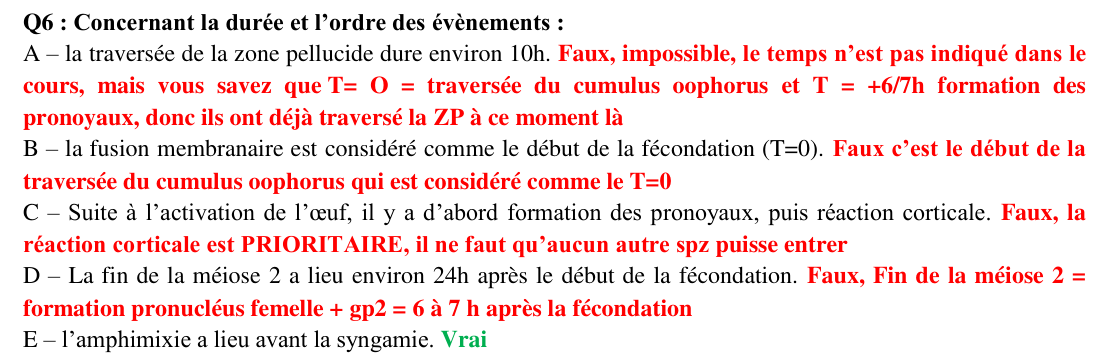 Q6 : Concernant la durée et l’ordre des évènements :
A – la traversée de la zone pellucide dure environ 10h. Faux, impossible, le temps n’est pas indiqué dans le
cours, mais vous savez que T= O = traversée du cumulus oophorus et T = +6/7h formation des
pronoyaux, donc ils ont déjà traversé la ZP à ce moment là
B – la fusion membranaire est considéré comme le début de la fécondation (T=0). Faux c’est le début de la
traversée du cumulus oophorus qui est considéré comme le T=0
C – Suite à l’activation de l’œuf, il y a d’abord formation des pronoyaux, puis réaction corticale. Faux, la
réaction corticale est PRIORITAIRE, il ne faut qu’aucun autre spz puisse entrer
D – La fin de la méiose 2 a lieu environ 24h après le début de la fécondation. Faux, Fin de la méiose 2 =
formation pronucléus femelle + gp2 = 6 à 7 h après la fécondation
E – l’amphimixie a lieu avant la syngamie. Vrai